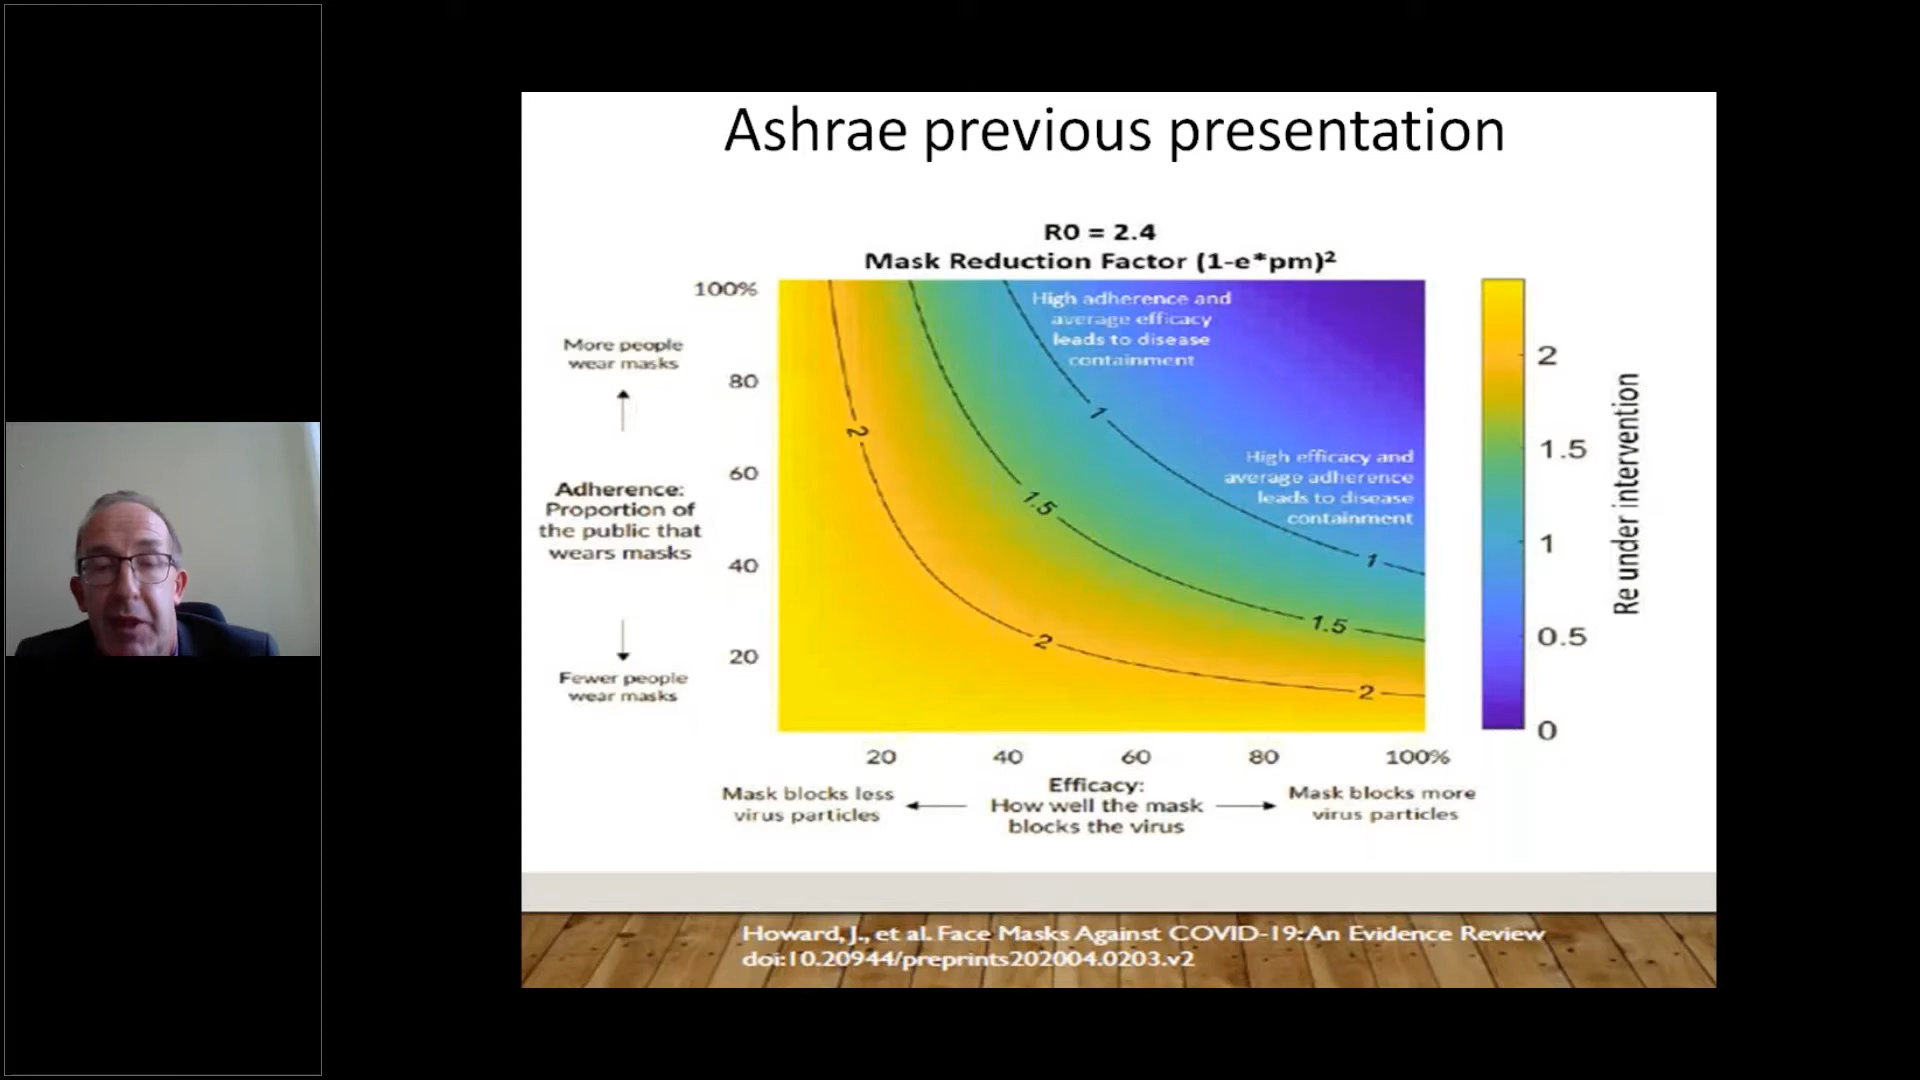 Ashrae previous presentation
R0 = 2.4
Mask Reduction Factor (1-e*pm)²
100%
80
60
40
20
More people
wear masks
Adherence:
Proportion of
the public that
wears masks
Fewer people
wear masks
High adherence and
average efficacy
leads to disease
containment
High efficacy and
average adherence
leads to disease
containment
2
1.5
1
1
1.5
2
2
2
1.5
1
0.5
0
Re under intervention
20
40
60
80
100%
Mask blocks less
virus particles
Efficacy:
How well the mask
blocks the virus
Mask blocks more
virus particles
Howard, J., et al. Face Masks Against COVID-19: An Evidence Review
doi:10.20944/preprints202004.0203.v2